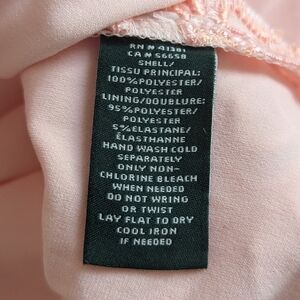 RN # 41381
CA # 56658
SHELL/
TISSU PRINCIPAL:
100% POLYESTER/
POLYESTER
LINING/DOUBLURE:
95% POLYESTER/
POLYESTER
5% ELASTANE/
ÉLASTHANNE
HAND WASH COLD
SEPARATELY
ONLY NON-
CHLORINE BLEACH
WHEN NEEDED
DO NOT WRING
OR TWIST
LAY FLAT TO DRY
COOL IRON
IF NEEDED